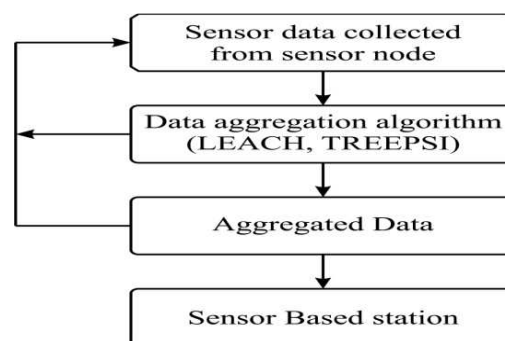 Sensor data collected
from sensor node
Data aggregation algorithm
(LEACH, TREEPSI)
Aggregated Data
Sensor Based station